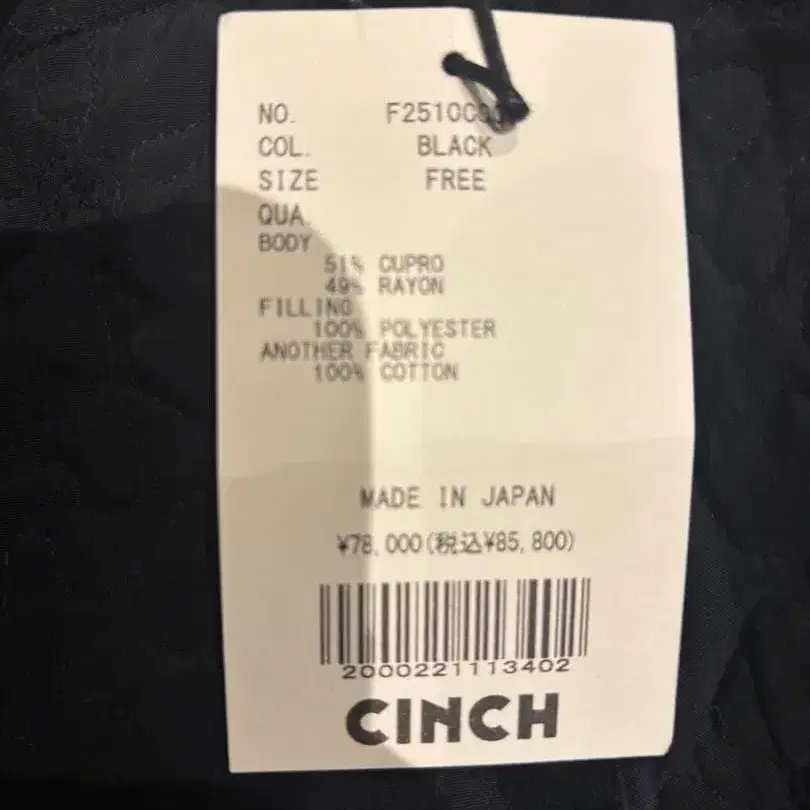 NO.
COL. BLACK
SIZE FREE
QUA.
BODY
51% CUPRO
49% RAYON
FILLING
100% POLYESTER
ANOTHER FABRIC
100% COTTON
MADE IN JAPAN
¥78,000(税込¥85,800)
2000221113402
CINCH